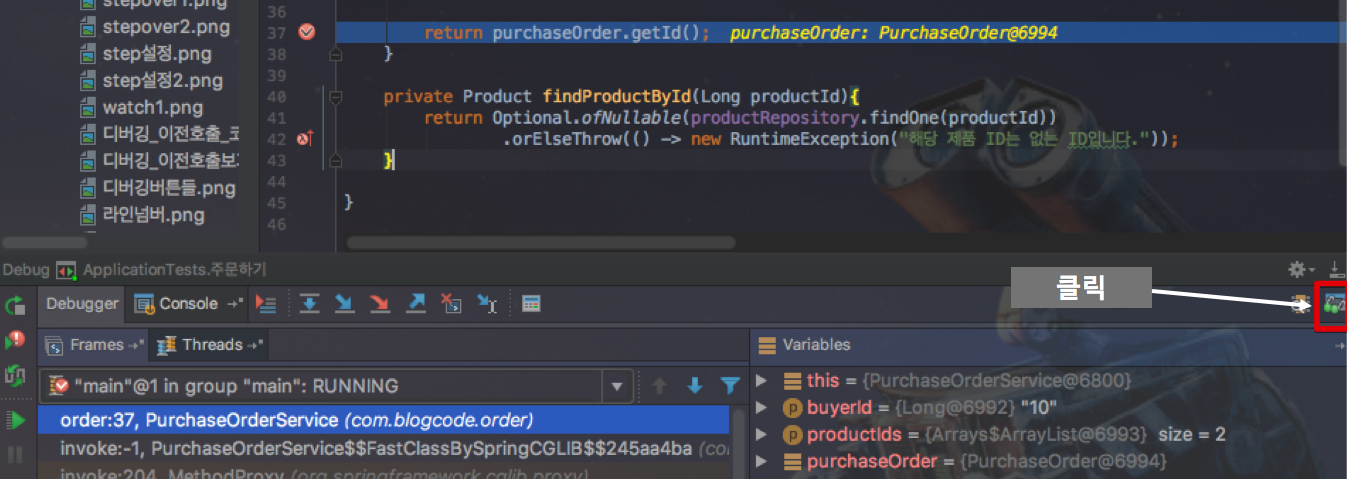 stepover1.png
stepover2.png
step설정.png
step설정2.png
watch1.png
디버깅_이전호출_
디버깅_이전호출보
디버깅버튼들.png
라인넘버.png
36
37 return purchaseOrder.getId(); purchaseOrder: PurchaseOrder@6994
38 }
39
40 private Product findProductById(Long productId){
41 return Optional.ofNullable(productRepository.findOne(productId))
42 .orElseThrow(() -> new RuntimeException("해당 제품 ID는 없는 ID입니다."));
43 }
44
45 }
46
Debug ApplicationTests.주문하기
클릭
Debugger Console
Frames Threads
Variables
"main"@1 in group "main": RUNNING
order:37, PurchaseOrderService (com.blogcode.order)
invoke:-1, PurchaseOrderService$$FastClassBySpringCGLIB$$245aa4ba (co
invoke:204, MethodProxy (org.springframework.cglib.proxy)
this = {PurchaseOrderService@6800}
p buyerId = {Long@6992} "10"
p productIds = {Arrays$ArrayList@6993} size = 2
purchaseOrder = {PurchaseOrder@6994}